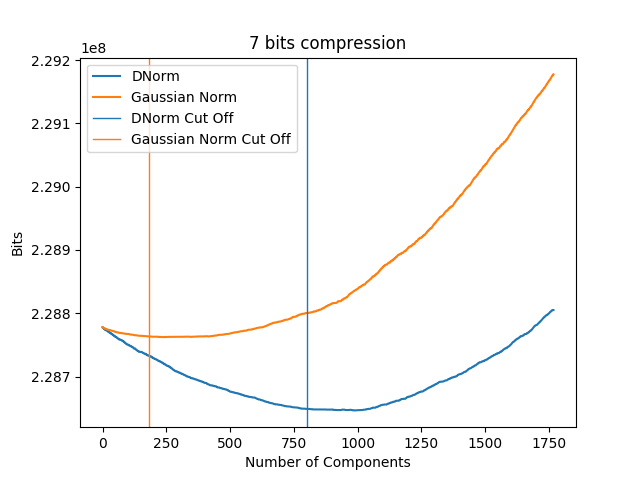 7 bits compression
1e8
2.292
2.291
2.290
2.289
2.288
2.287
Bits
DNorm
Gaussian Norm
DNorm Cut Off
Gaussian Norm Cut Off
0 250 500 750 1000 1250 1500 1750
Number of Components